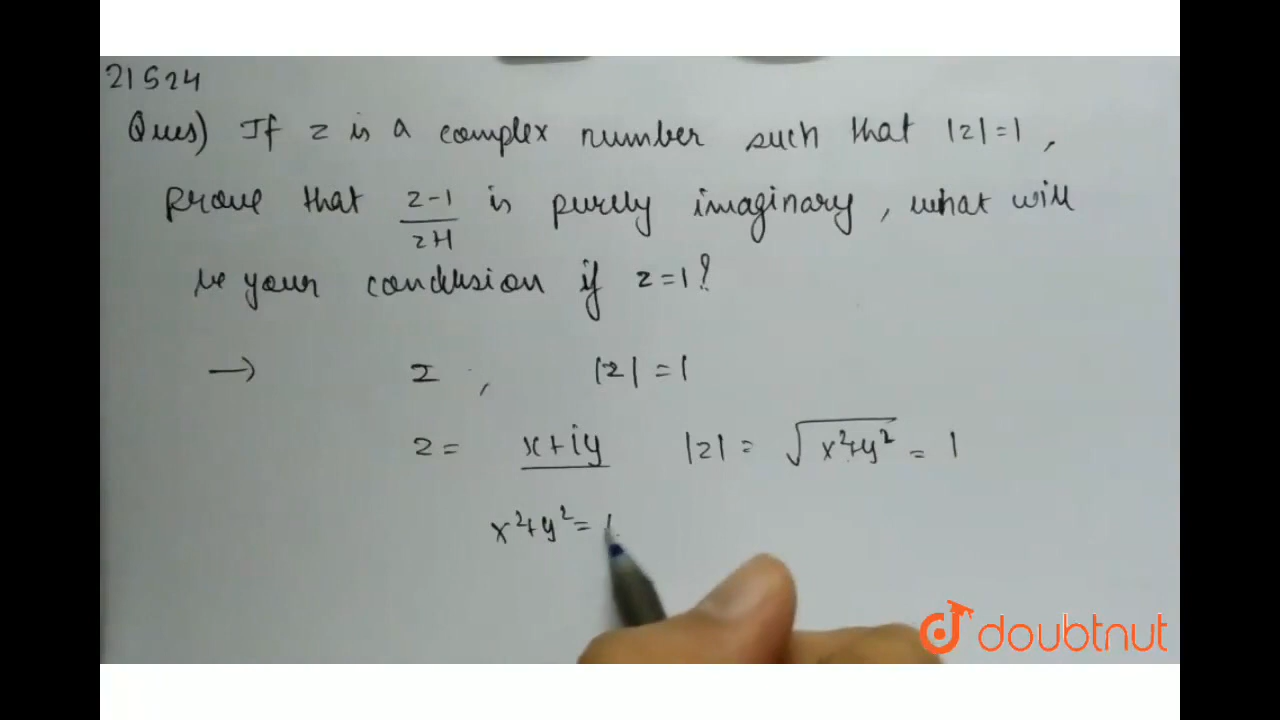 21524
Ques) If z is a complex number such that |z|=1,
prove that z-1/z+1 is purely imaginary, what will
be your conclusion if z=1?
→ z, |z|=1
z= x+iy |z|= √x²+y² = 1
x²+y²=1
doubtnut